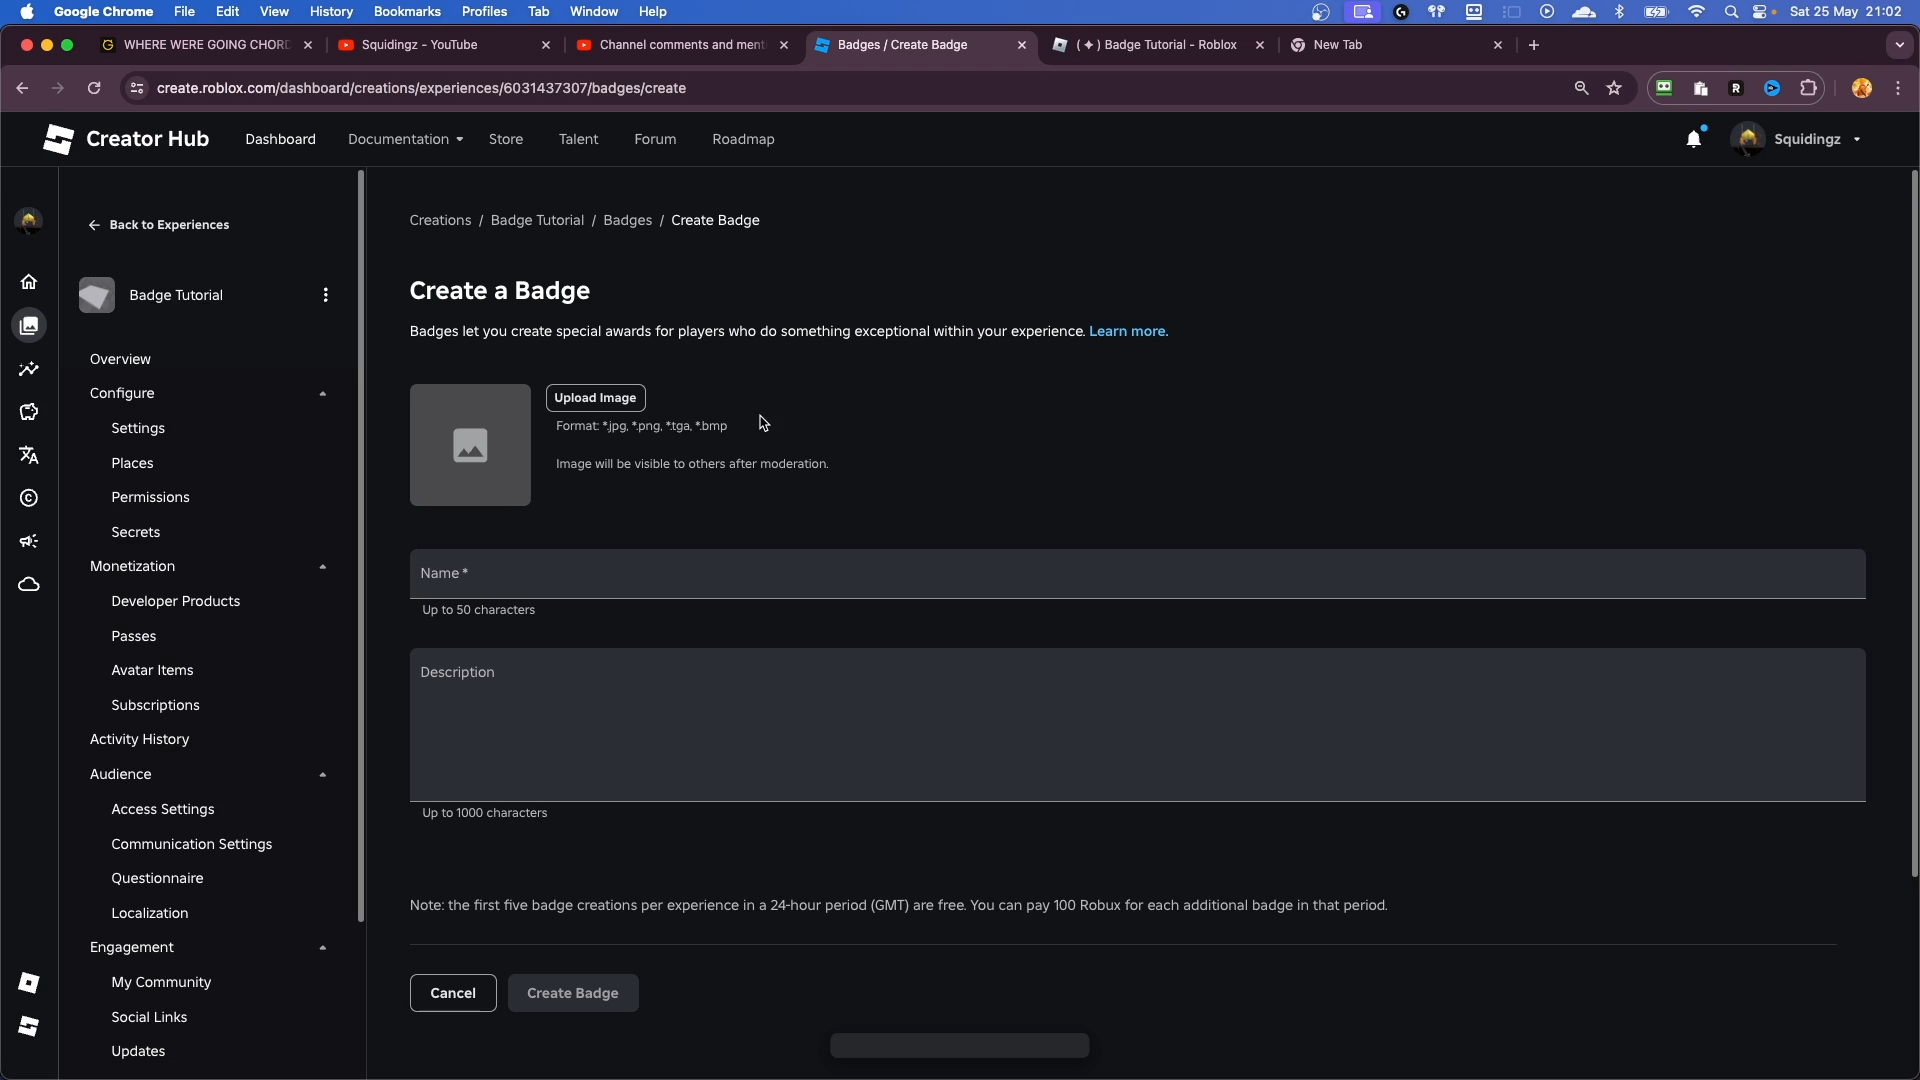 Google Chrome File Edit View History Bookmarks Profiles Tab Window Help Sat 25 May 21:02
WHERE WERE GOING CHORD Squidingz - YouTube Channel comments and ment Badges / Create Badge (✦) Badge Tutorial - Roblox New Tab
create.roblox.com/dashboard/creations/experiences/6031437307/badges/create
Creator Hub Dashboard Documentation Store Talent Forum Roadmap Squidingz
Back to Experiences
Badge Tutorial
Overview
Configure
Settings
Places
Permissions
Secrets
Monetization
Developer Products
Passes
Avatar Items
Subscriptions
Activity History
Audience
Access Settings
Communication Settings
Questionnaire
Localization
Engagement
My Community
Social Links
Updates
Creations / Badge Tutorial / Badges / Create Badge
Create a Badge
Badges let you create special awards for players who do something exceptional within your experience. Learn more.
Upload Image
Format: *.jpg, *.png, *.tga, *.bmp
Image will be visible to others after moderation.
Name *
Up to 50 characters
Description
Up to 1000 characters
Note: the first five badge creations per experience in a 24-hour period (GMT) are free. You can pay 100 Robux for each additional badge in that period.
Cancel Create Badge